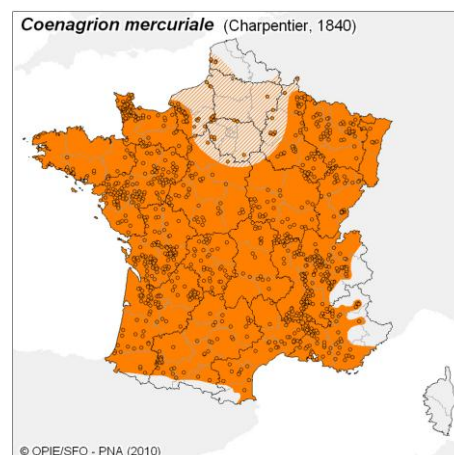 Coenagrion mercuriale (Charpentier, 1840)
© OPIE/SFO - PNA (2010)